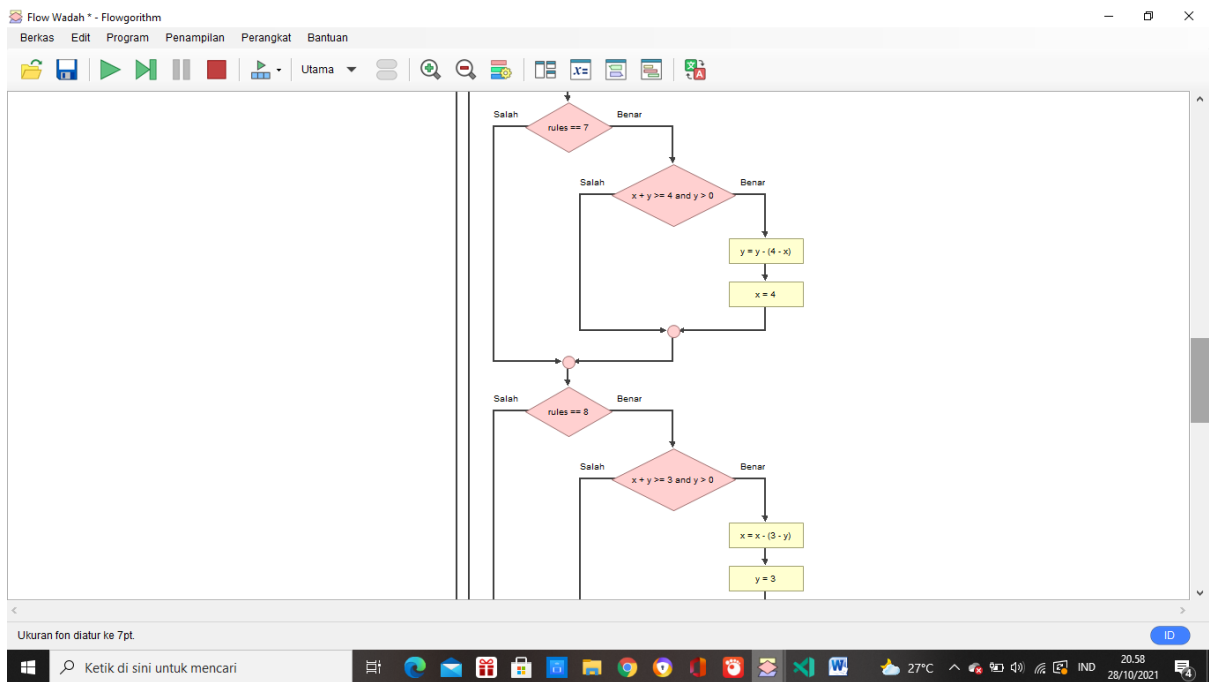 Flow Wadah * - Flowgorithm
Berkas Edit Program Penampilan Perangkat Bantuan
Utama
Salah
Benar
rules == 7
Salah
Benar
x + y >= 4 and y > 0
y = y - (4 - x)
x = 4
Salah
Benar
rules == 8
Salah
Benar
x + y >= 3 and y > 0
x = x - (3 - y)
y = 3
Ukuran fon diatur ke 7pt.
ID
Ketik di sini untuk mencari
27°C
IND
20.58
28/10/2021
4